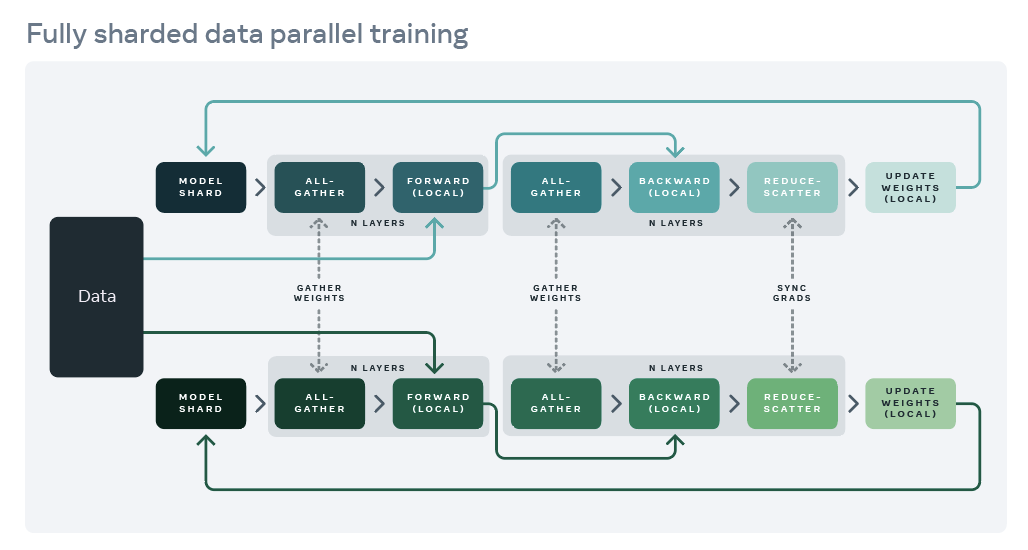 Fully sharded data parallel training
MODEL
SHARD
ALL-
GATHER
FORWARD
(LOCAL)
N LAYERS
ALL-
GATHER
BACKWARD
(LOCAL)
REDUCE-
SCATTER
N LAYERS
UPDATE
WEIGHTS
(LOCAL)
Data
GATHER
WEIGHTS
GATHER
WEIGHTS
SYNC
GRADS
N LAYERS
N LAYERS
MODEL
SHARD
ALL-
GATHER
FORWARD
(LOCAL)
ALL-
GATHER
BACKWARD
(LOCAL)
REDUCE-
SCATTER
UPDATE
WEIGHTS
(LOCAL)